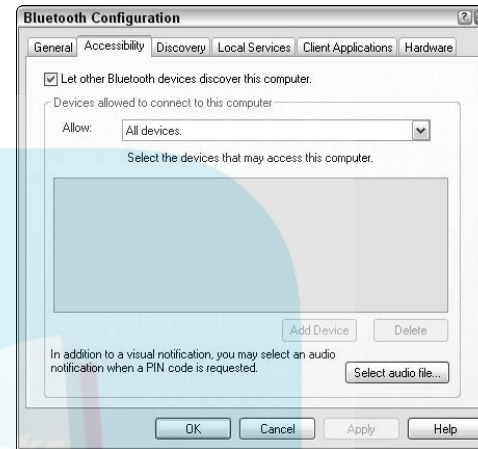 Bluetooth Configuration
General Accessibility Discovery Local Services Client Applications Hardware
Let other Bluetooth devices discover this computer.
Devices allowed to connect to this computer
Allow: All devices.
Select the devices that may access this computer.
Add Device Delete
In addition to a visual notification, you may select an audio
notification when a PIN code is requested.
Select audio file...
OK Cancel Apply Help